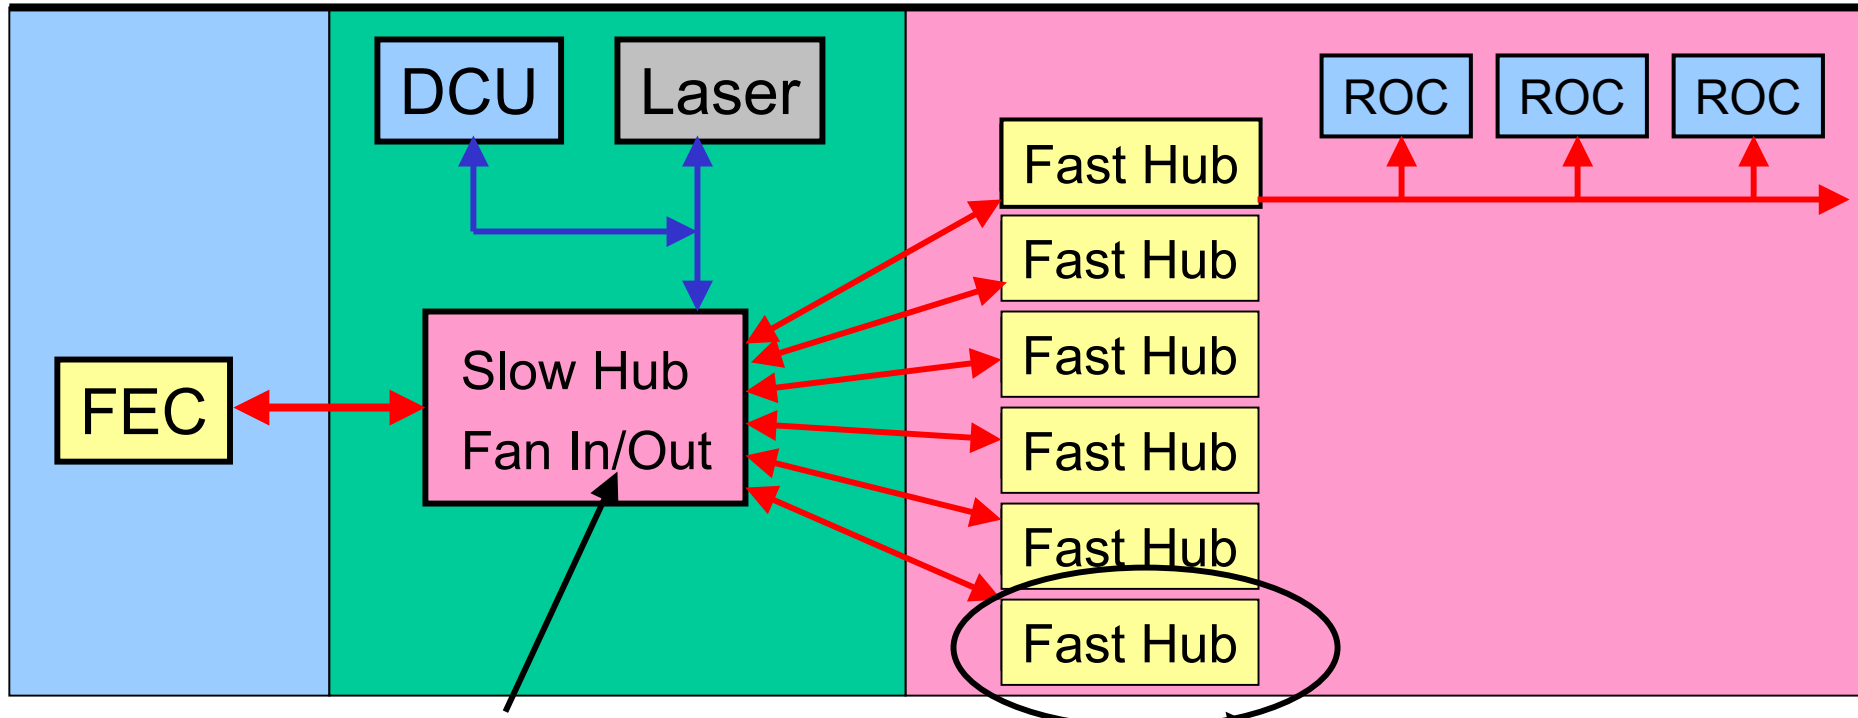 DCU
Laser
ROC
ROC
ROC
Fast Hub
Fast Hub
Fast Hub
Fast Hub
Fast Hub
Fast Hub
Slow Hub
Fan In/Out
FEC